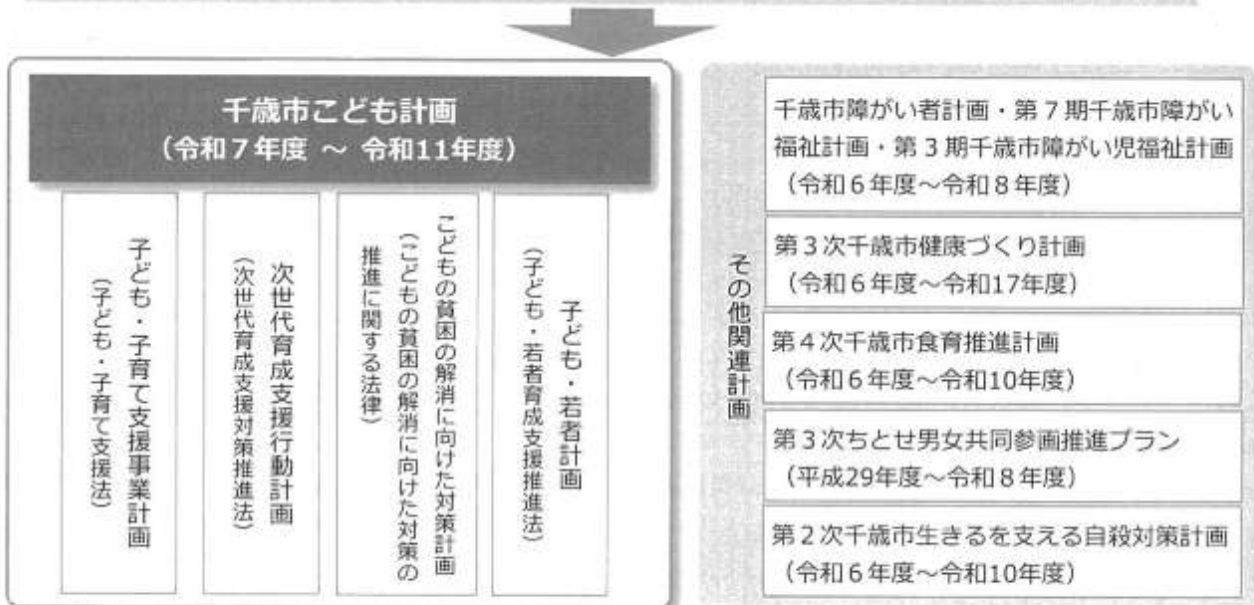 千歳市こども計画
（令和７年度 ～ 令和11年度）
子ども・子育て支援事業計画
（子ども・子育て支援法）
次世代育成支援行動計画
（次世代育成支援対策推進法）
こどもの貧困の解消に向けた対策計画
（こどもの貧困の解消に向けた対策の
推進に関する法律）
子ども・若者計画
（子ども・若者育成支援推進法）
その他関連計画
千歳市障がい者計画・第７期千歳市障がい
福祉計画・第３期千歳市障がい児福祉計画
（令和６年度～令和８年度）
第３次千歳市健康づくり計画
（令和６年度～令和17年度）
第４次千歳市食育推進計画
（令和６年度～令和10年度）
第３次ちとせ男女共同参画推進プラン
（平成29年度～令和８年度）
第２次千歳市生きるを支える自殺対策計画
（令和６年度～令和10年度）